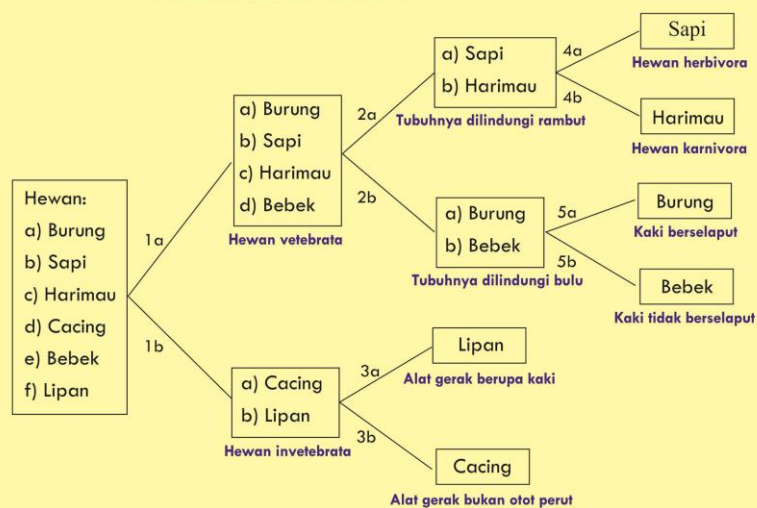 Hewan:
a) Burung
b) Sapi
c) Harimau
d) Cacing
e) Bebek
f) Lipan
1a
1b
a) Burung
b) Sapi
c) Harimau
d) Bebek
Hewan vetebrata
2a
2b
a) Cacing
b) Lipan
Hewan invetebrata
3a
3b
a) Sapi
b) Harimau
Tubuhnya dilindungi rambut
4a
4b
a) Burung
b) Bebek
Tubuhnya dilindungi bulu
5a
5b
Sapi
Hewan herbivora
Harimau
Hewan karnivora
Burung
Kaki berselaput
Bebek
Kaki tidak berselaput
Lipan
Alat gerak berupa kaki
Cacing
Alat gerak bukan otot perut